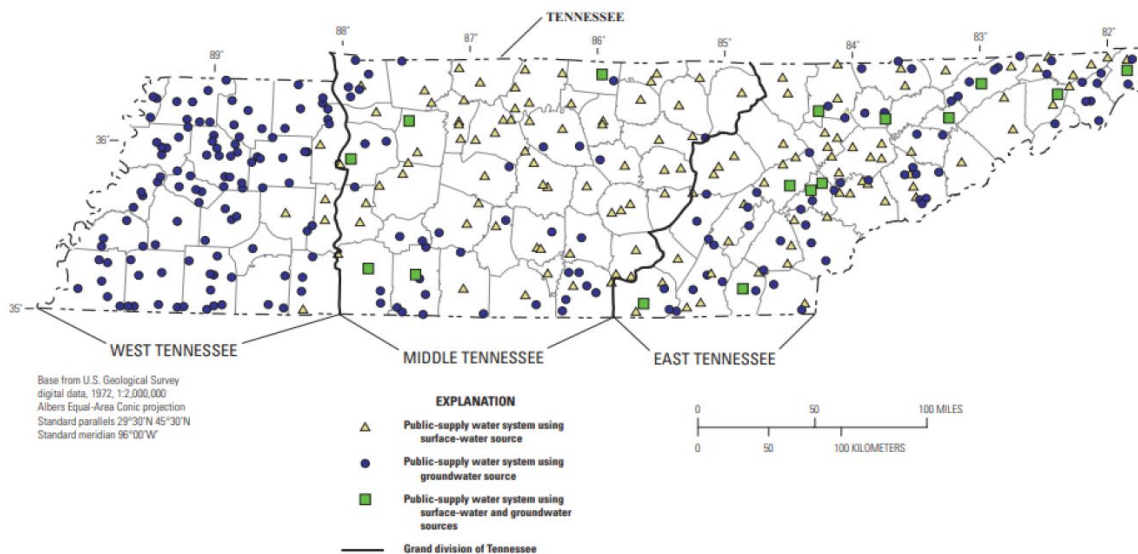 TENNESSEE
88°
87°
86°
85°
84°
83°
82°
89°
36°
36°
35°
35°
WEST TENNESSEE
MIDDLE TENNESSEE
EAST TENNESSEE
Base from U.S. Geological Survey
digital data, 1972, 1:2,000,000
Albers Equal-Area Conic projection
Standard parallels 29°30'N 45°30'N
Standard meridian 96°00'W'
EXPLANATION
Public-supply water system using
surface-water source
Public-supply water system using
groundwater source
Public-supply water system using
surface-water and groundwater
sources
Grand division of Tennessee
0 50 100 MILES
0 50 100 KILOMETERS